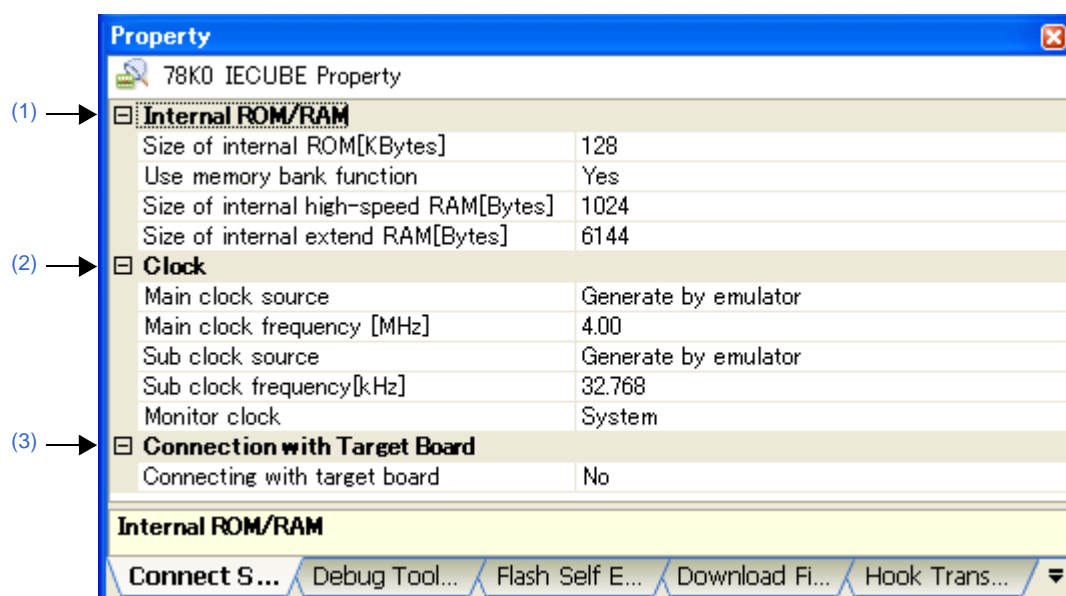 Property
78K0 IECUBE Property
(1) Internal ROM/RAM
Size of internal ROM[KBytes] 128
Use memory bank function Yes
Size of internal high-speed RAM[Bytes] 1024
Size of internal extend RAM[Bytes] 6144
(2) Clock
Main clock source Generate by emulator
Main clock frequency [MHz] 4.00
Sub clock source Generate by emulator
Sub clock frequency[kHz] 32.768
Monitor clock System
(3) Connection with Target Board
Connecting with target board No
Internal ROM/RAM
Connect S... Debug Tool... Flash Self E... Download Fi... Hook Trans...